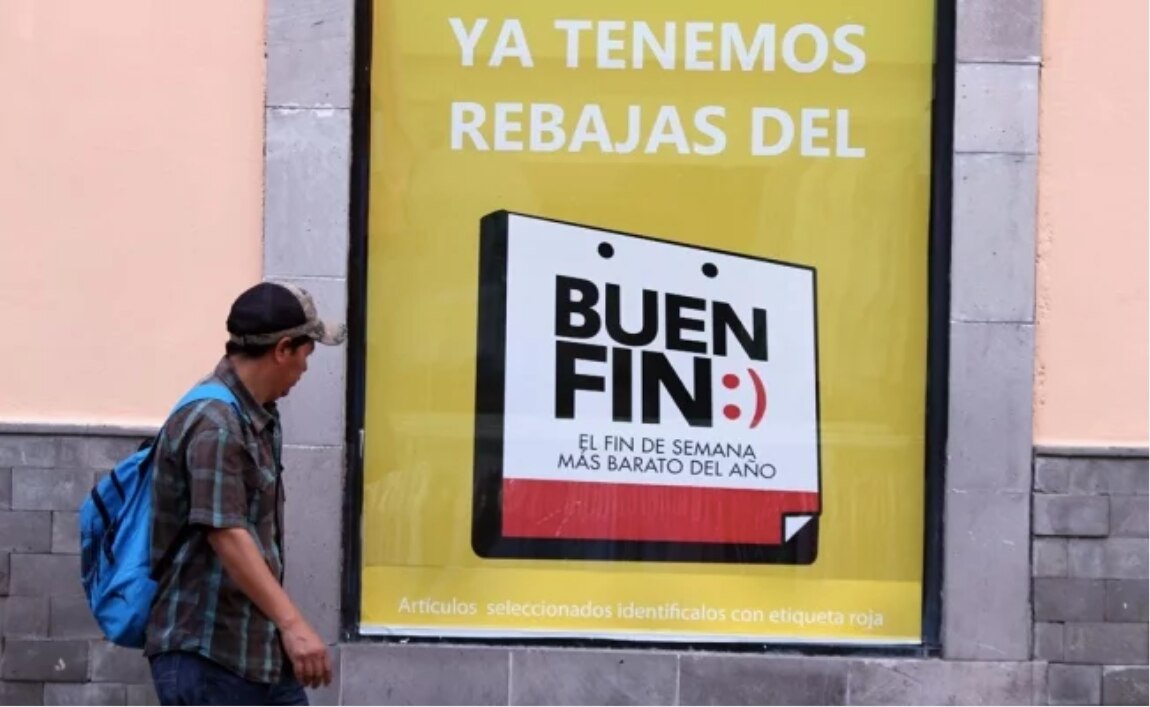 YA TENEMOS
REBAJAS DEL
BUEN
FIN:)
EL FIN DE SEMANA
MÁS BARATO DEL AÑO
Artículos seleccionados identificalos con etiqueta roja